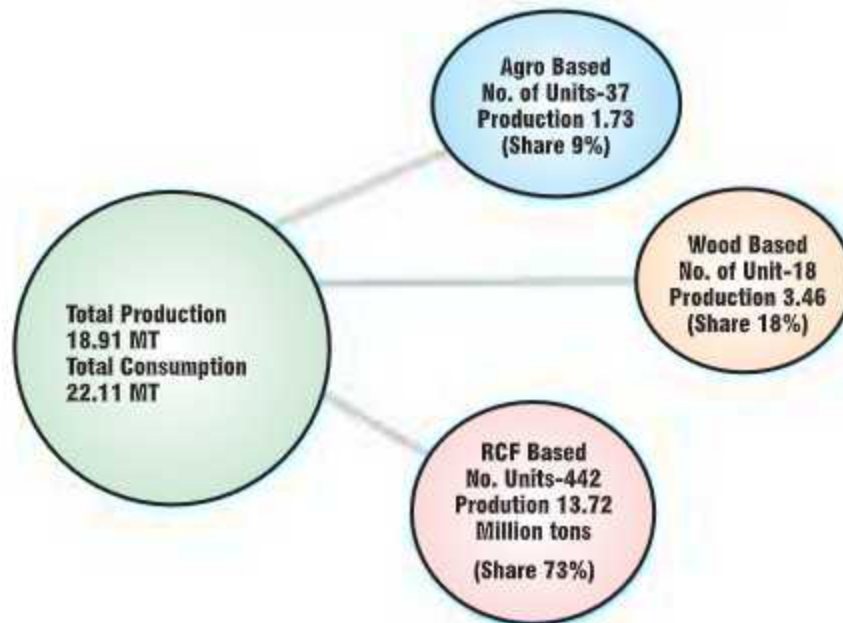 Agro Based
No. of Units-37
Production 1.73
(Share 9%)
Wood Based
No. of Unit-18
Production 3.46
(Share 18%)
Total Production
18.91 MT
Total Consumption
22.11 MT
RCF Based
No. Units-442
Prodution 13.72
Million tons
(Share 73%)